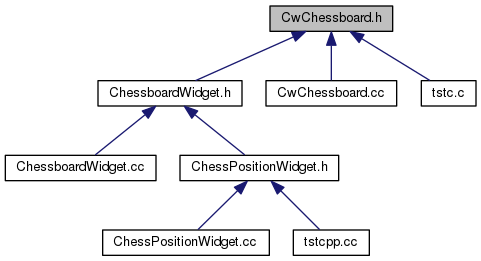 CwChessboard.h
ChessboardWidget.h
CwChessboard.cc
tstc.c
ChessboardWidget.cc
ChessPositionWidget.h
ChessPositionWidget.cc
tstcpp.cc